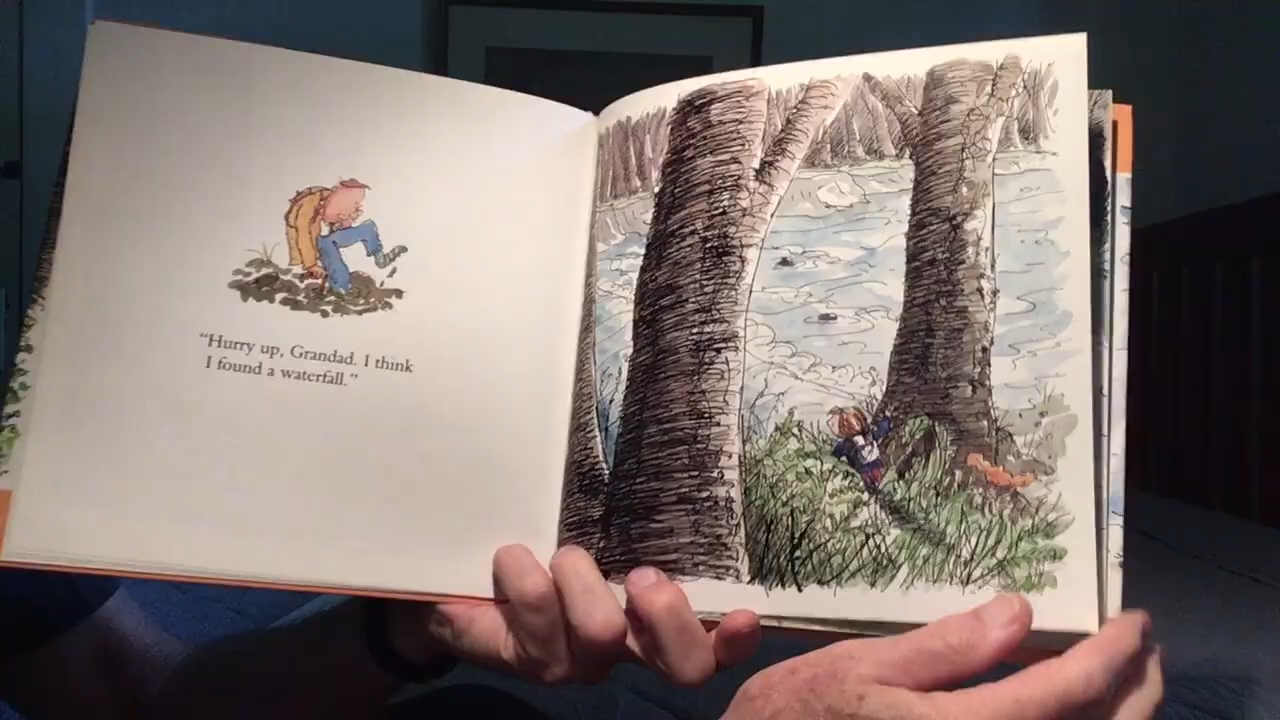 “Hurry up, Grandad. I think
I found a waterfall.”